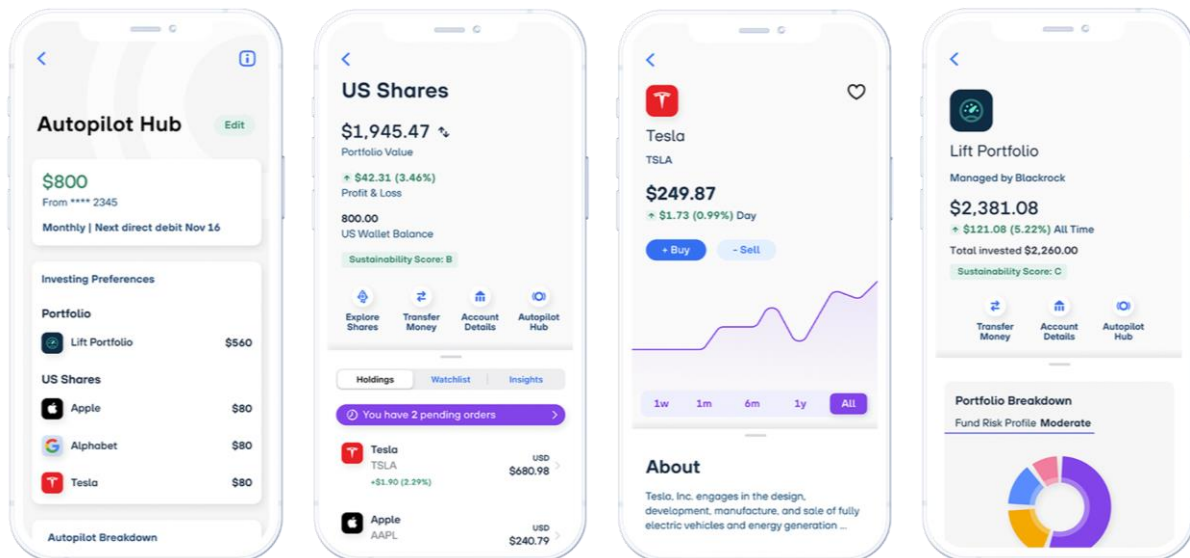 Autopilot Hub
Edit
$800
From **** 2345
Monthly | Next direct debit Nov 16
Investing Preferences
Portfolio
Lift Portfolio $560
US Shares
Apple $80
Alphabet $80
Tesla $80
Autopilot Breakdown
US Shares
$1,945.47
Portfolio Value
$42.31 (3.46%)
Profit & Loss
800.00
US Wallet Balance
Sustainability Score: B
Explore Shares
Transfer Money
Account Details
Autopilot Hub
Holdings Watchlist Insights
You have 2 pending orders
Tesla
TSLA
+$1.90 (2.29%)
USD
$680.98
Apple
AAPL
USD
$240.79
Tesla
TSLA
$249.87
$1.73 (0.99%) Day
+ Buy - Sell
1w 1m 6m 1y All
About
Tesla, Inc. engages in the design,
development, manufacture, and sale of fully
electric vehicles and energy generation ...
Lift Portfolio
Managed by Blackrock
$2,381.08
$121.08 (5.22%) All Time
Total invested $2,260.00
Sustainability Score: C
Transfer Money
Account Details
Autopilot Hub
Portfolio Breakdown
Fund Risk Profile Moderate